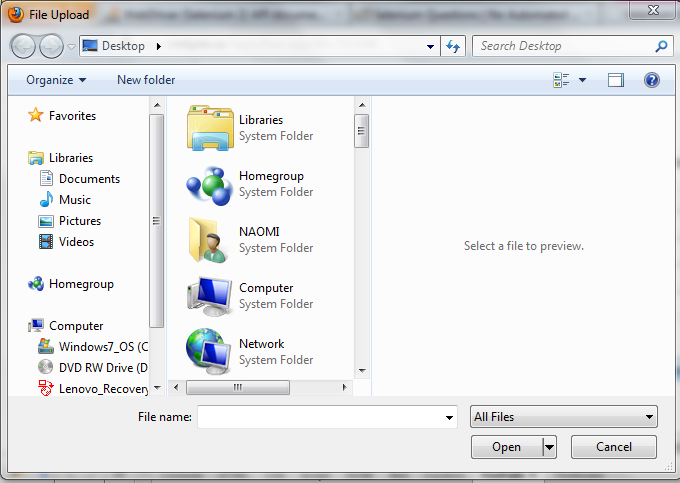 File Upload
Desktop
Search Desktop
Organize
New folder
Favorites
Libraries
Documents
Music
Pictures
Videos
Homegroup
Computer
Windows7_OS (C
DVD RW Drive (D
Lenovo_Recovery
Libraries
System Folder
Homegroup
System Folder
NAOMI
System Folder
Computer
System Folder
Network
System Folder
Select a file to preview.
File name:
All Files
Open
Cancel